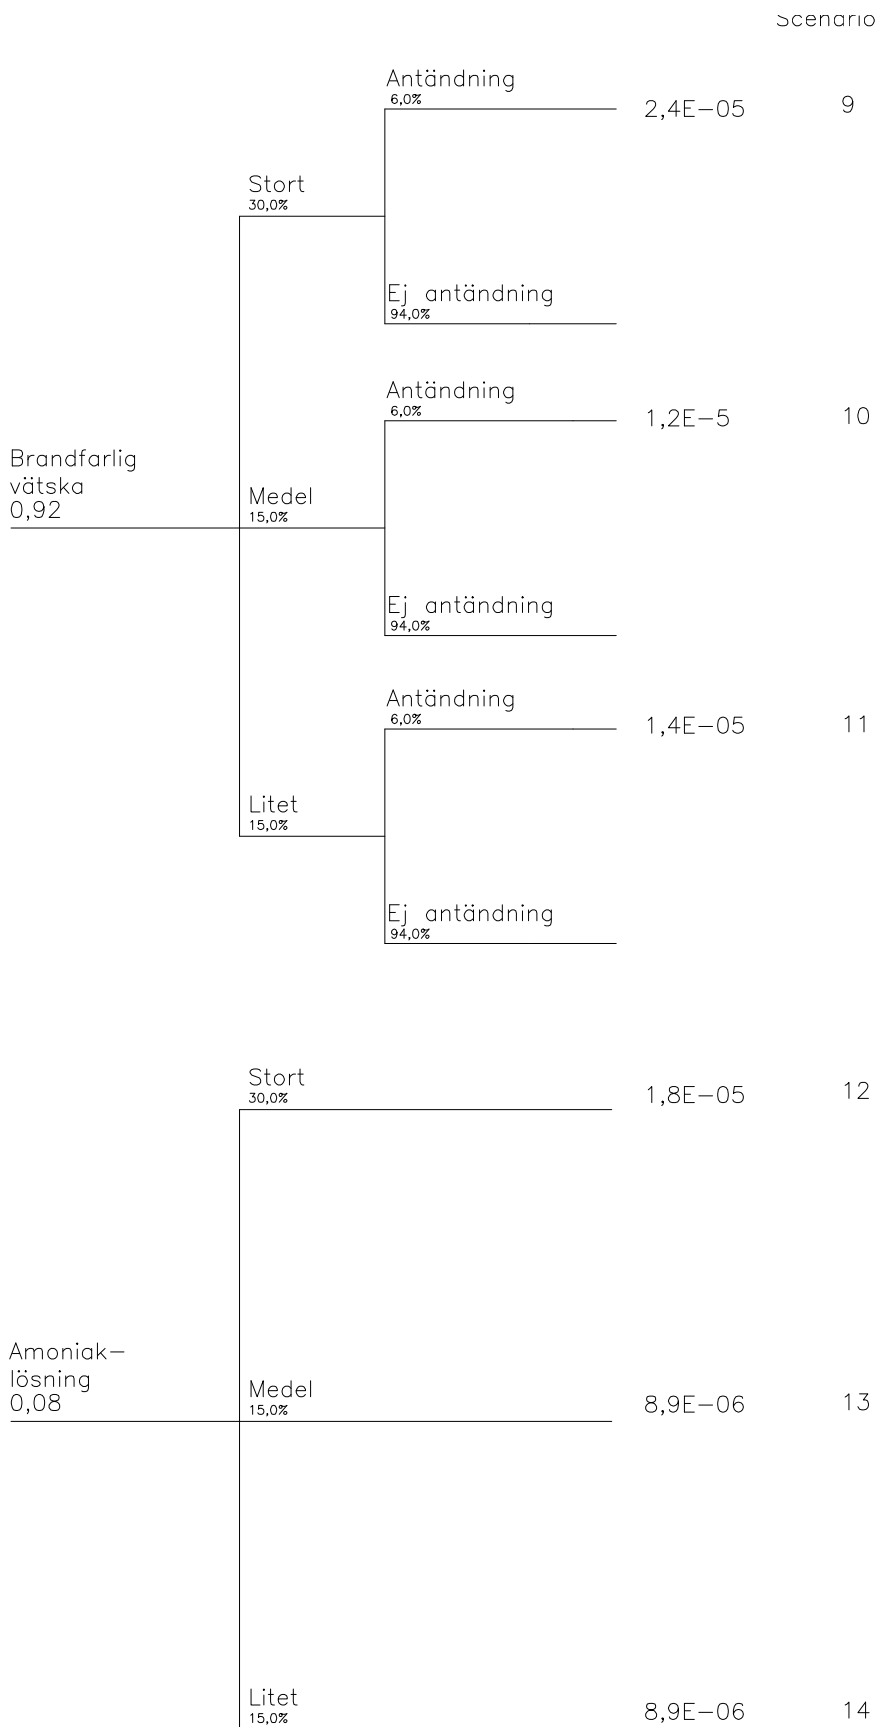 Scenario
Antändning
6,0%
2,4E-05
9
Stort
30,0%
Ej antändning
94,0%
Antändning
6,0%
1,2E-5
10
Brandfarlig
vätska
0,92
Medel
15,0%
Ej antändning
94,0%
Antändning
6,0%
1,4E-05
11
Litet
15,0%
Ej antändning
94,0%
Stort
30,0%
1,8E-05
12
Amoniak-
lösning
0,08
Medel
15,0%
8,9E-06
13
Litet
15,0%
8,9E-06
14